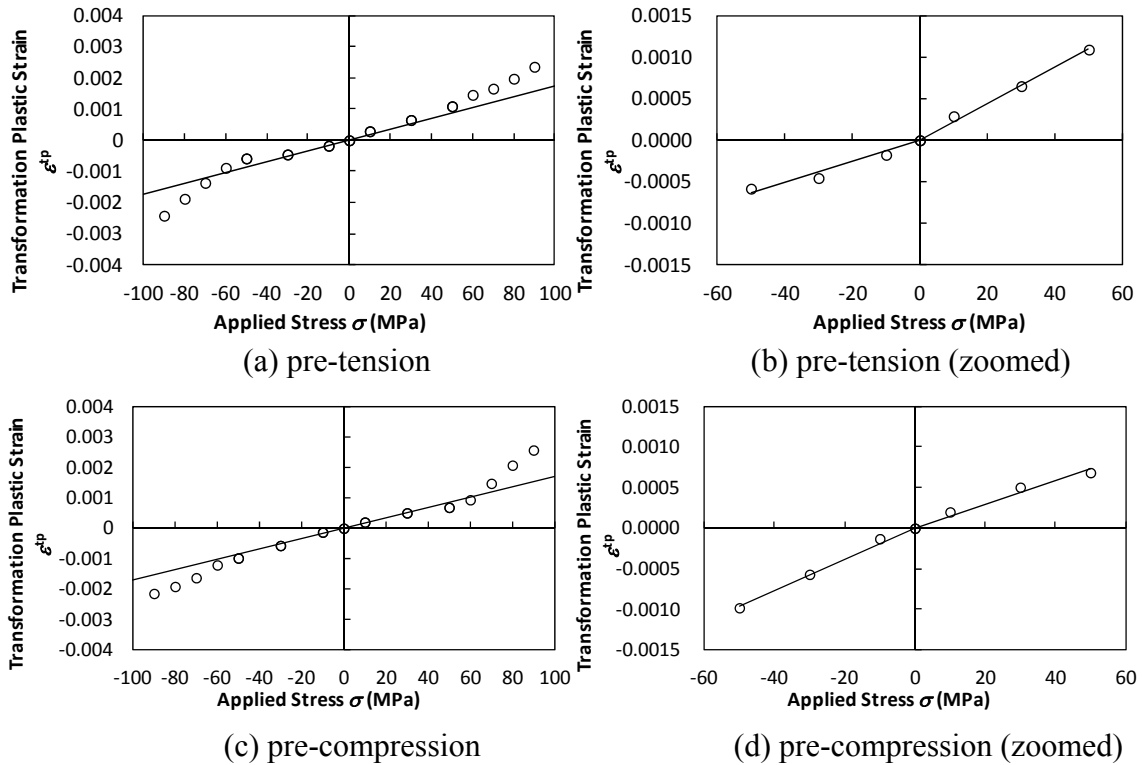 0.004
0.003
0.002
0.001
0
-0.001
-0.002
-0.003
-0.004
-100 -80 -60 -40 -20 0 20 40 60 80 100
Transformation Plastic Strain
εtp
Applied Stress σ (MPa)
(a) pre-tension
0.0015
0.0010
0.0005
0.0000
-0.0005
-0.0010
-0.0015
-60 -40 -20 0 20 40 60
Transformation Plastic Strain
εtp
Applied Stress σ (MPa)
(b) pre-tension (zoomed)
0.004
0.003
0.002
0.001
0
-0.001
-0.002
-0.003
-0.004
-100 -80 -60 -40 -20 0 20 40 60 80 100
Transformation Plastic Strain
εtp
Applied Stress σ (MPa)
(c) pre-compression
0.0015
0.0010
0.0005
0.0000
-0.0005
-0.0010
-0.0015
-60 -40 -20 0 20 40 60
Transformation Plastic Strain
εtp
Applied Stress σ (MPa)
(d) pre-compression (zoomed)